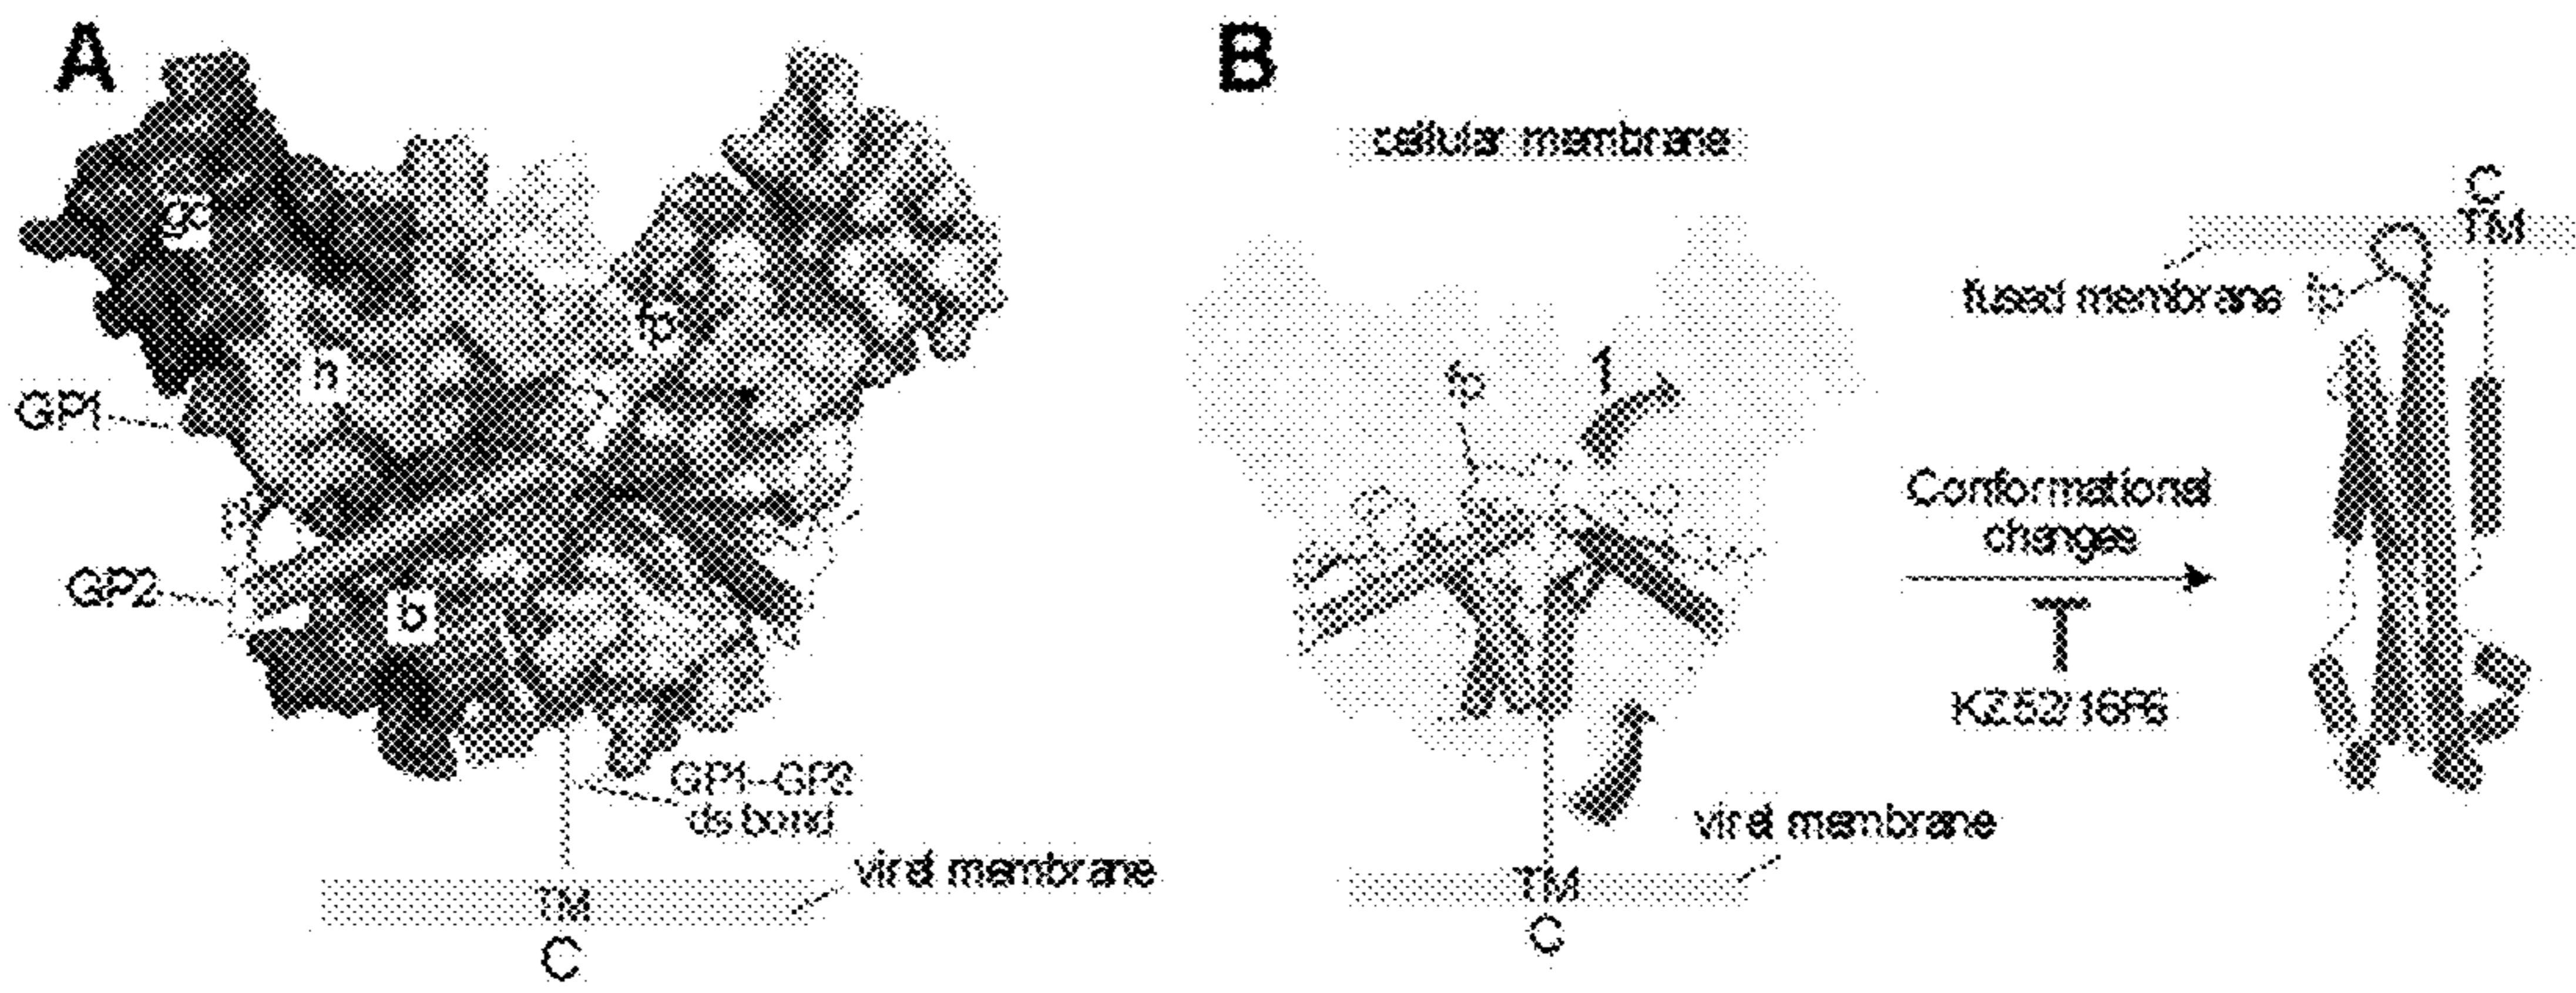 A
gc
h
fp
GP1
GP2
b
GP1–GP2
ds bond
viral membrane
TM
C
B
cellular membrane
fp
1
viral membrane
TM
C
Conformational
changes
KZ52/16F6
C
TM
fused membrane
fp